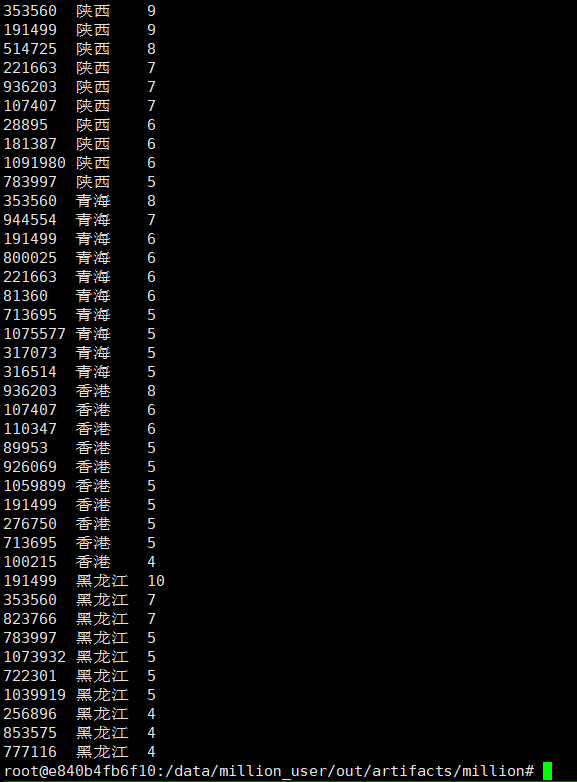 353560 陕西 9
191499 陕西 9
514725 陕西 8
221663 陕西 7
936203 陕西 7
107407 陕西 7
28895 陕西 6
181387 陕西 6
1091980 陕西 6
783997 陕西 5
353560 青海 8
944554 青海 7
191499 青海 6
800025 青海 6
221663 青海 6
81360 青海 6
713695 青海 5
1075577 青海 5
317073 青海 5
316514 青海 5
936203 香港 8
107407 香港 6
110347 香港 6
89953 香港 5
926069 香港 5
1059899 香港 5
191499 香港 5
276750 香港 5
713695 香港 5
100215 香港 4
191499 黑龙江 10
353560 黑龙江 7
823766 黑龙江 7
783997 黑龙江 5
1073932 黑龙江 5
722301 黑龙江 5
1039919 黑龙江 5
256896 黑龙江 4
853575 黑龙江 4
777116 黑龙江 4
root@e840b4fb6f10:/data/million_user/out/artifacts/million#